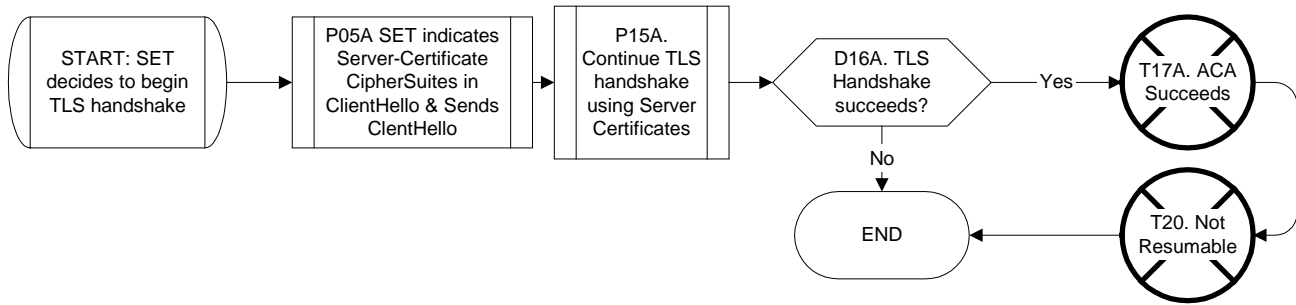 START: SET
decides to begin
TLS handshake
P05A SET indicates
Server-Certificate
CipherSuites in
ClientHello & Sends
ClentHello
P15A.
Continue TLS
handshake
using Server
Certificates
D16A. TLS
Handshake
succeeds?
Yes
T17A. ACA
Succeeds
No
END
T20. Not
Resumable